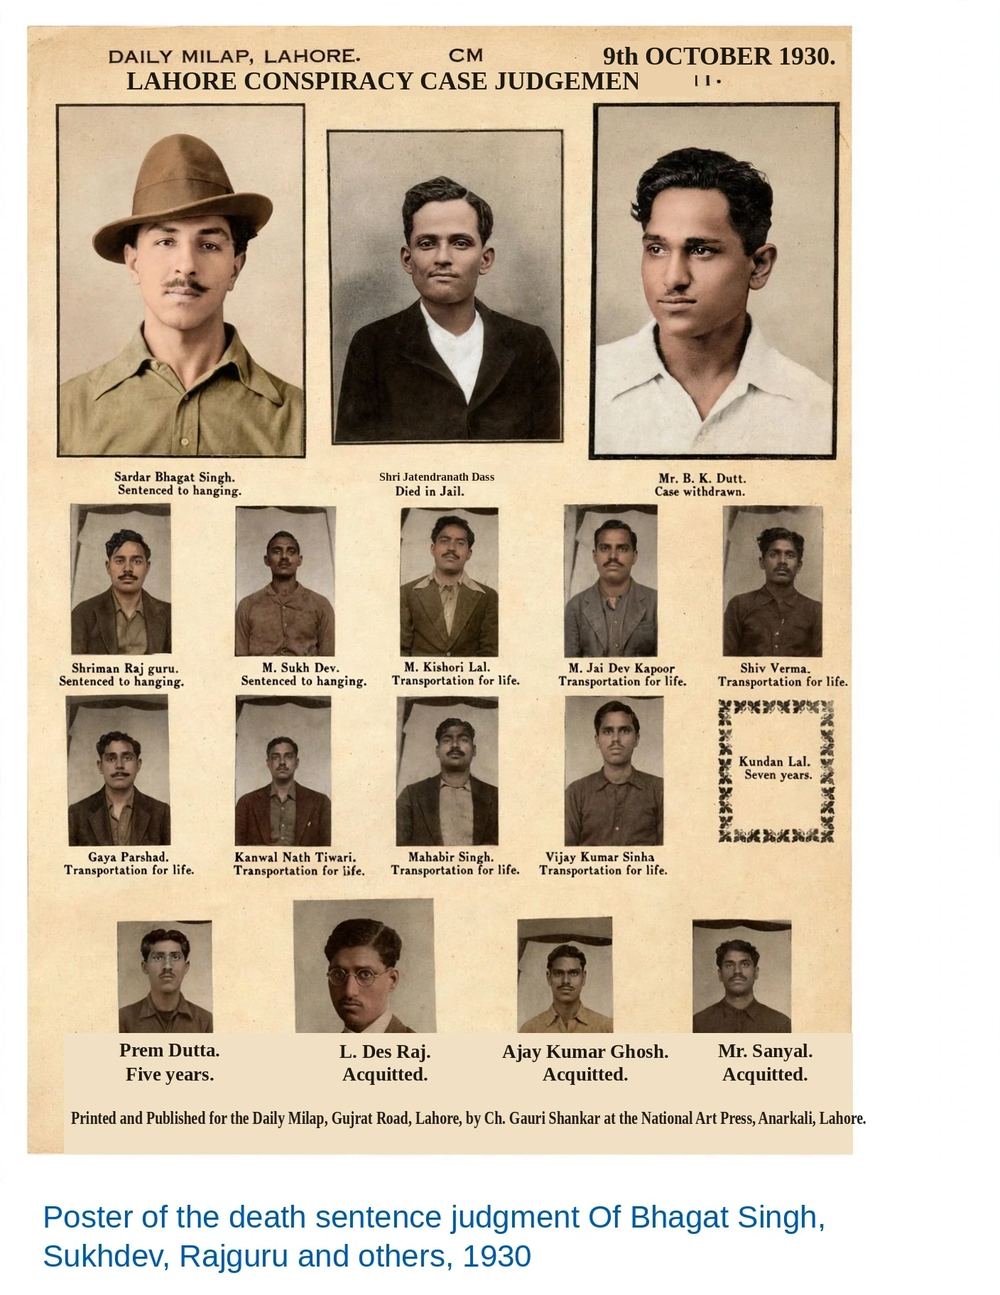 DAILY MILAP, LAHORE. CM 9th OCTOBER 1930.
LAHORE CONSPIRACY CASE JUDGEMEN
Sardar Bhagat Singh.
Sentenced to hanging.
Shri Jatendranath Dass
Died in Jail.
Mr. B. K. Dutt.
Case withdrawn.
Shriman Raj guru.
Sentenced to hanging.
M. Sukh Dev.
Sentenced to hanging.
M. Kishori Lal.
Transportation for life.
M. Jai Dev Kapoor
Transportation for life.
Shiv Verma.
Transportation for life.
Gaya Parshad.
Transportation for life.
Kanwal Nath Tiwari.
Transportation for life.
Mahabir Singh.
Transportation for life.
Vijay Kumar Sinha
Transportation for life.
Kundan Lal.
Seven years.
Prem Dutta.
Five years.
L. Des Raj.
Acquitted.
Ajay Kumar Ghosh.
Acquitted.
Mr. Sanyal.
Acquitted.
Printed and Published for the Daily Milap, Gujrat Road, Lahore, by Ch. Gauri Shankar at the National Art Press, Anarkali, Lahore.
Poster of the death sentence judgment Of Bhagat Singh,
Sukhdev, Rajguru and others, 1930